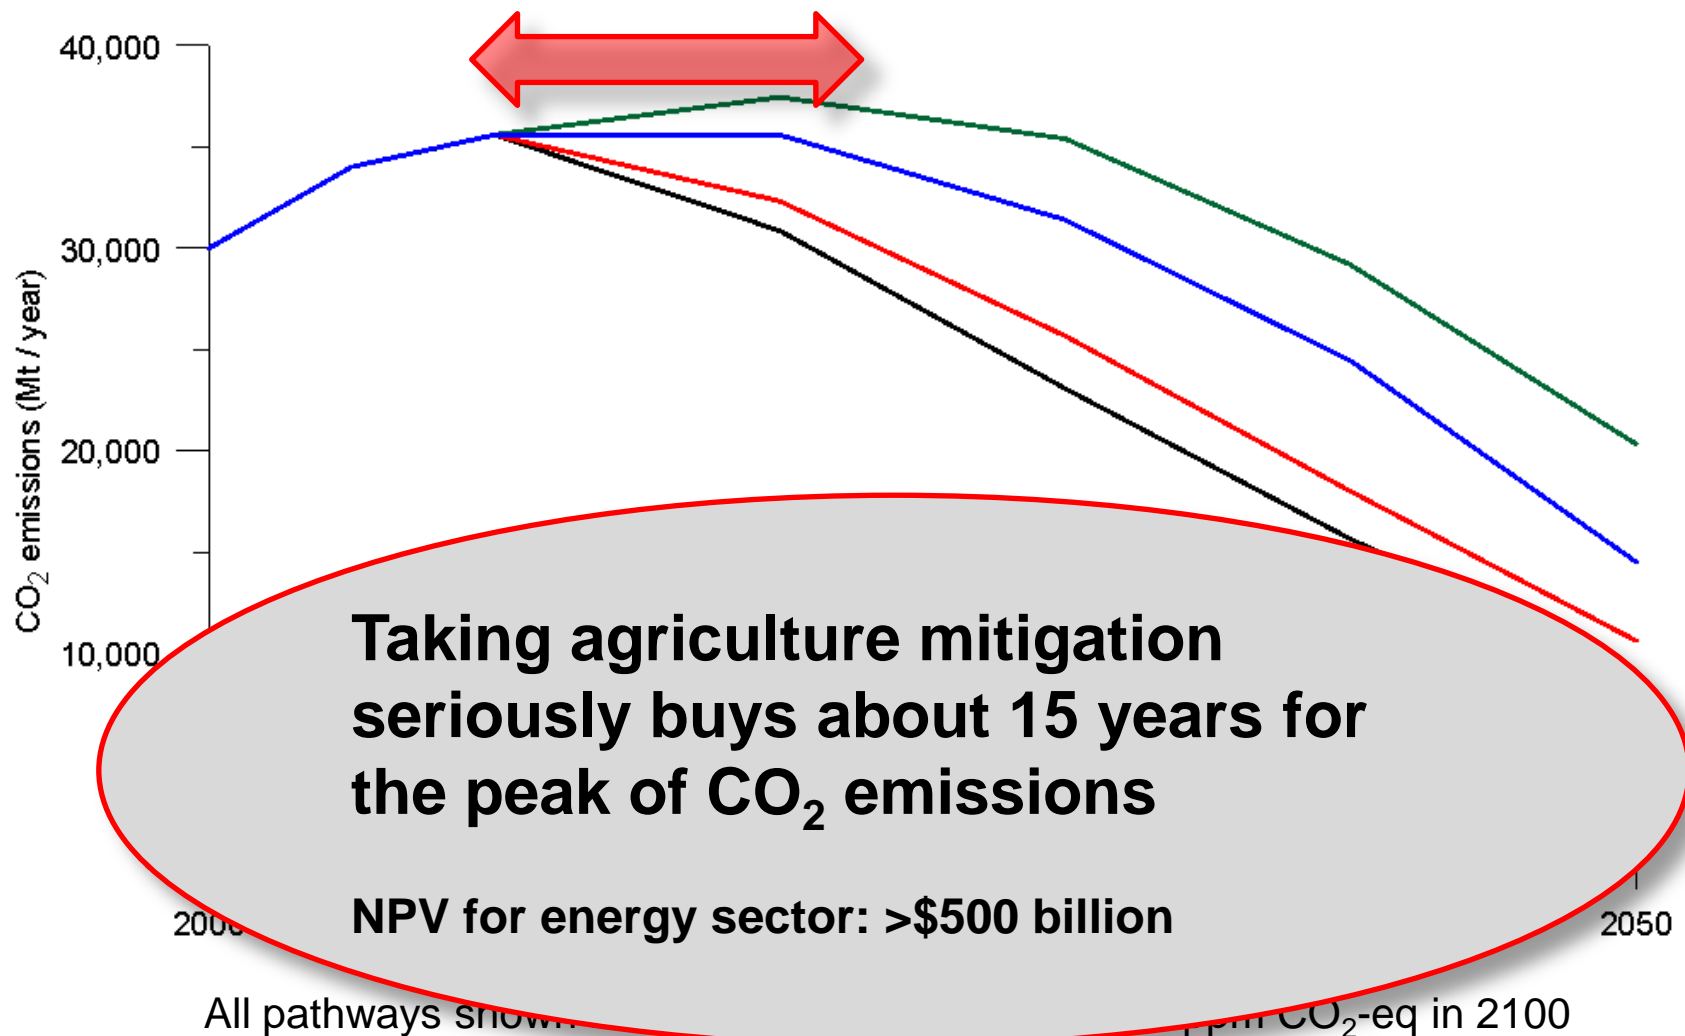 40,000
30,000
CO₂ emissions (Mt / year)
20,000
10,000
Taking agriculture mitigation
seriously buys about 15 years for
the peak of CO₂ emissions
NPV for energy sector: >$500 billion
2000
2050
All pathways shown CO₂-eq in 2100